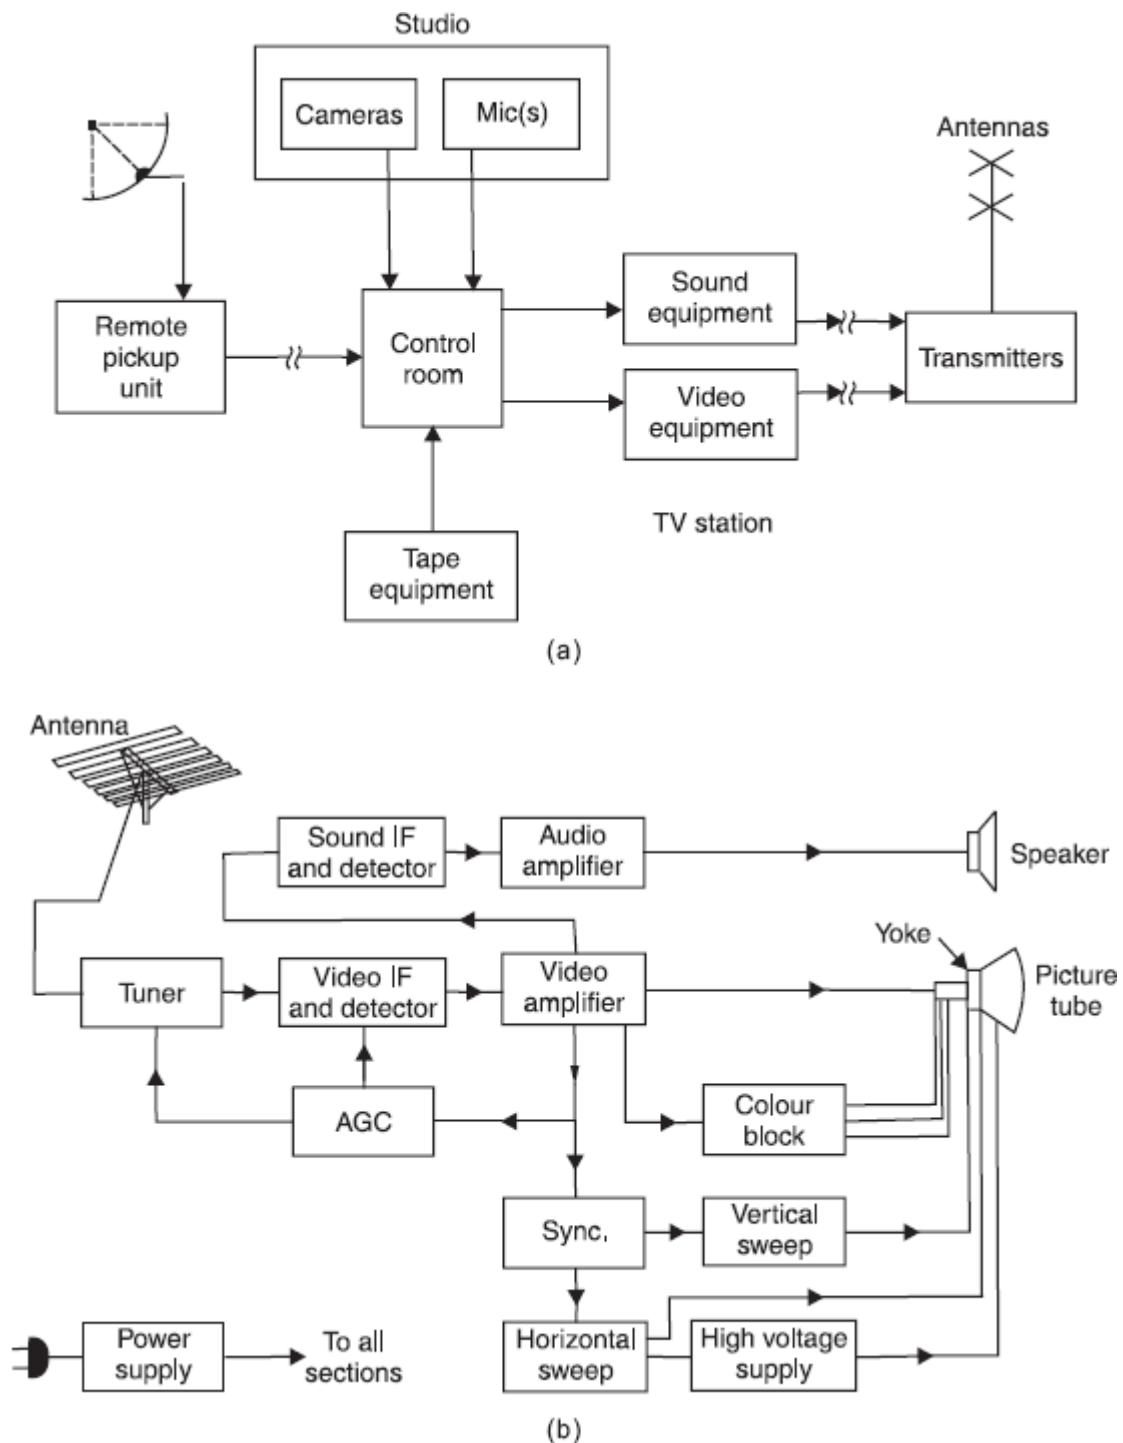 Studio
Cameras
Mic(s)
Antennas
Remote
pickup
unit
Control
room
Sound
equipment
Video
equipment
Transmitters
Tape
equipment
TV station
(a)
Antenna
Sound IF
and detector
Audio
amplifier
Speaker
Yoke
Picture
tube
Tuner
Video IF
and detector
Video
amplifier
AGC
Colour
block
Sync.
Vertical
sweep
Power
supply
To all
sections
Horizontal
sweep
High voltage
supply
(b)